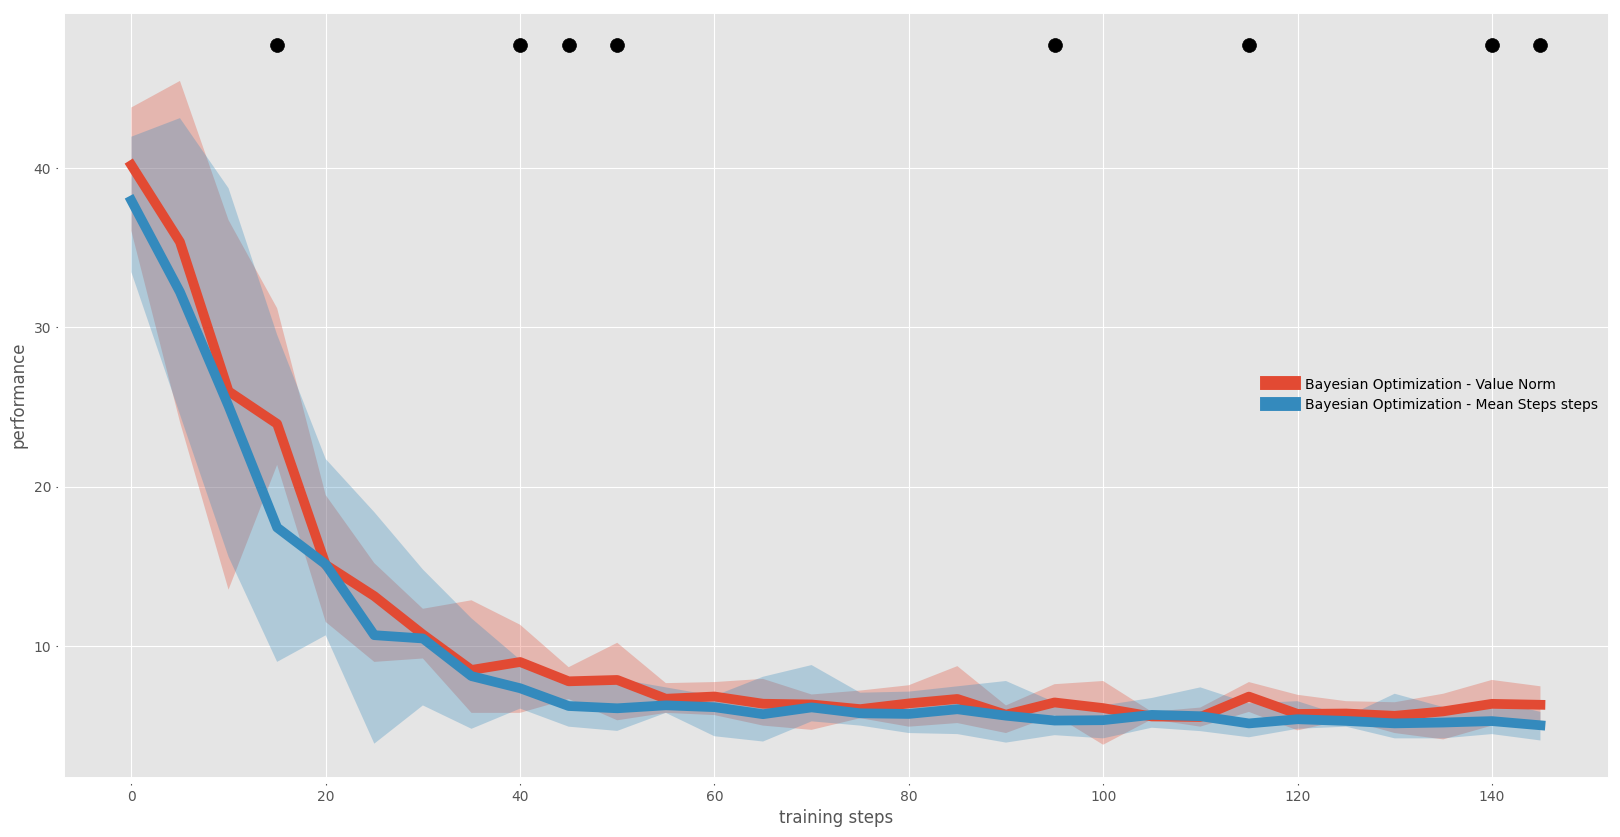 40
30
20
10
performance
Bayesian Optimization - Value Norm
Bayesian Optimization - Mean Steps steps
0 20 40 60 80 100 120 140
training steps